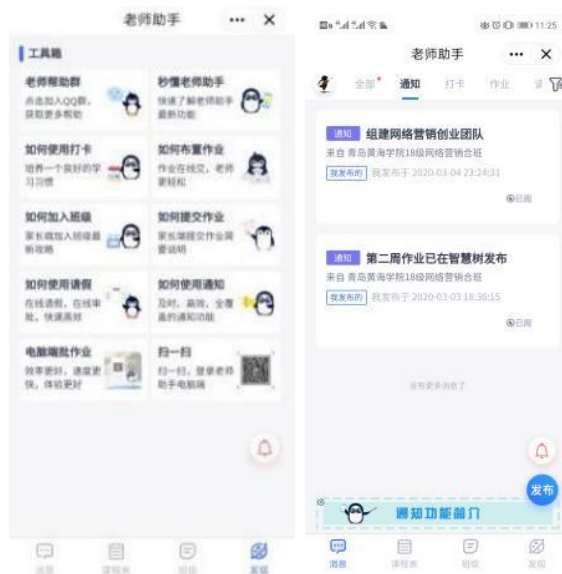 老师助手
工具箱
老师帮助群
点击加入QQ群,
获取更多帮助
秒懂老师助手
快速了解老师助手
最新功能
如何使用打卡
培养一个良好的学
习习惯
如何布置作业
作业在线交,老师
更轻松
如何加入班级
家长端加入班级最
新攻略
如何提交作业
家长端提交作业简
要说明
如何使用请假
在线请假,在线审
批,快速高效
如何使用通知
及时、高效、全覆
盖的通知功能
电脑端批作业
效率更好,速度更
快,体验更好
扫一扫
扫一扫,登录老师
助手电脑端
消息 课程表 班级 发现
11:25
老师助手
全部 通知 打卡 作业
通知 组建网络营销创业团队
来自 青岛黄海学院18级网络营销合班
我发布的 我发布于 2020-03-04 23:24:31
已阅
通知 第二周作业已在智慧树发布
来自 青岛黄海学院18级网络营销合班
我发布的 我发布于 2020-03-03 18:36:15
已阅
没有更多消息了
发布
通知功能简介
消息 课程表 班级 发现